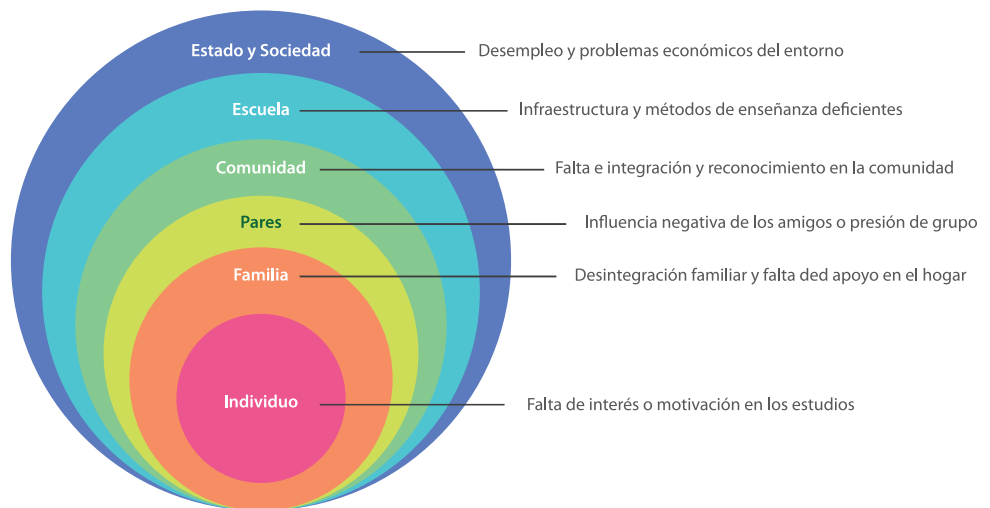 Estado y Sociedad
Desempleo y problemas económicos del entorno
Escuela
Infraestructura y métodos de enseñanza deficientes
Comunidad
Falta e integración y reconocimiento en la comunidad
Pares
Influencia negativa de los amigos o presión de grupo
Familia
Desintegración familiar y falta ded apoyo en el hogar
Individuo
Falta de interés o motivación en los estudios